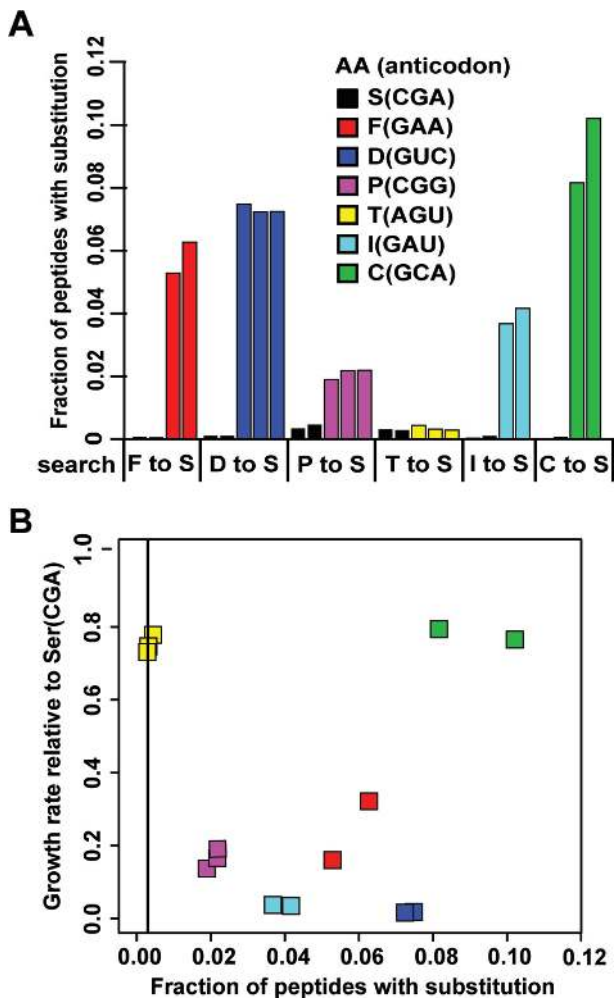 A
Fraction of peptides with substitution
0.12
0.10
0.08
0.06
0.04
0.02
0
AA (anticodon)
S(CGA)
F(GAA)
D(GUC)
P(CGG)
T(AGU)
I(GAU)
C(GCA)
search F to S D to S P to S T to S I to S C to S
B
Growth rate relative to Ser(CGA)
1.0
0.8
0.6
0.4
0.2
0.0
0.00 0.02 0.04 0.06 0.08 0.10 0.12
Fraction of peptides with substitution